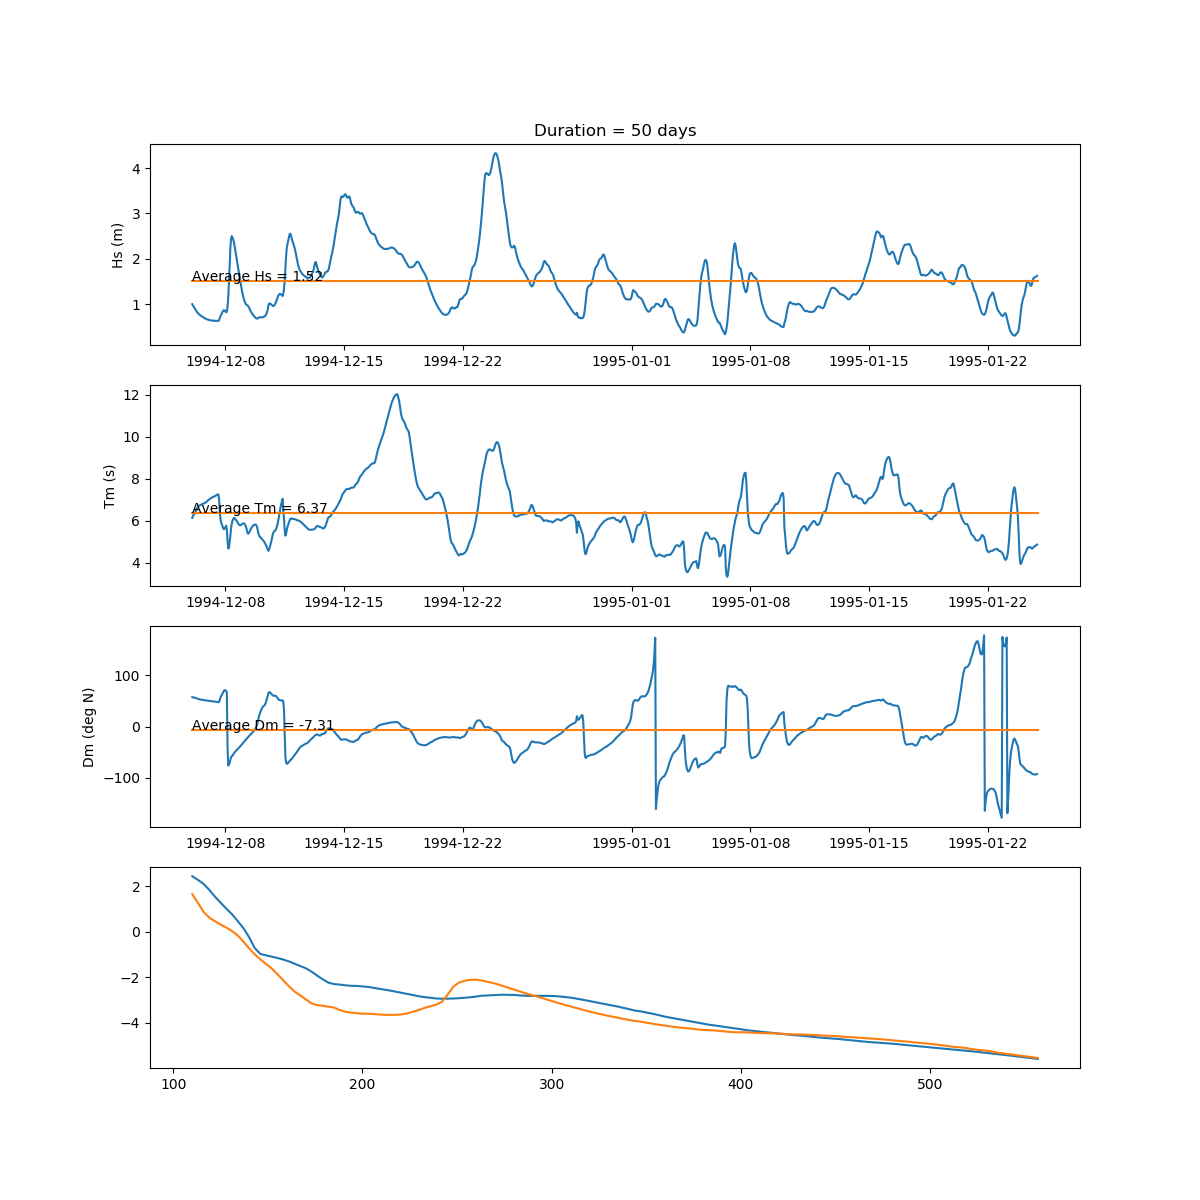 Duration = 50 days
Hs (m)
4
3
2
1
Average Hs = 1.52
1994-12-08 1994-12-15 1994-12-22 1995-01-01 1995-01-08 1995-01-15 1995-01-22
Tm (s)
12
10
8
6
4
Average Tm = 6.37
1994-12-08 1994-12-15 1994-12-22 1995-01-01 1995-01-08 1995-01-15 1995-01-22
Dm (deg N)
100
0
−100
Average Dm = -7.31
1994-12-08 1994-12-15 1994-12-22 1995-01-01 1995-01-08 1995-01-15 1995-01-22
2
0
−2
−4
100 200 300 400 500